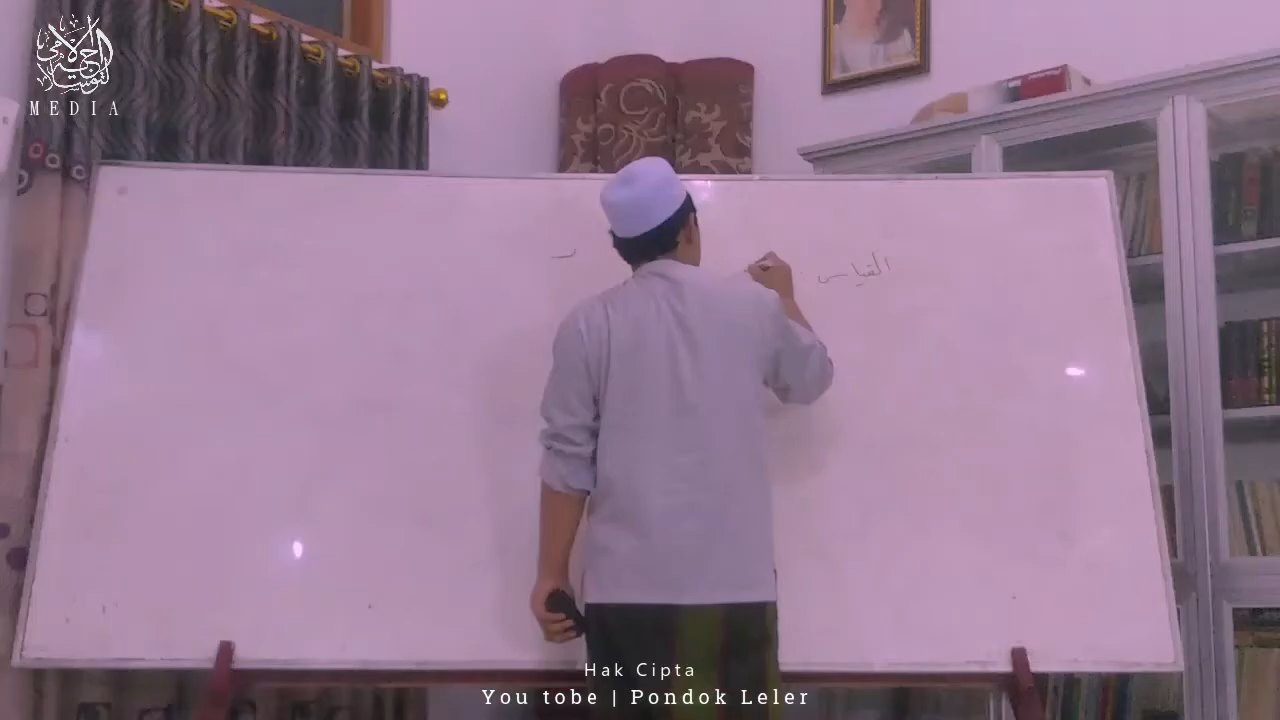 MEDIA
القياس
Hak Cipta
You tobe | Pondok Leler